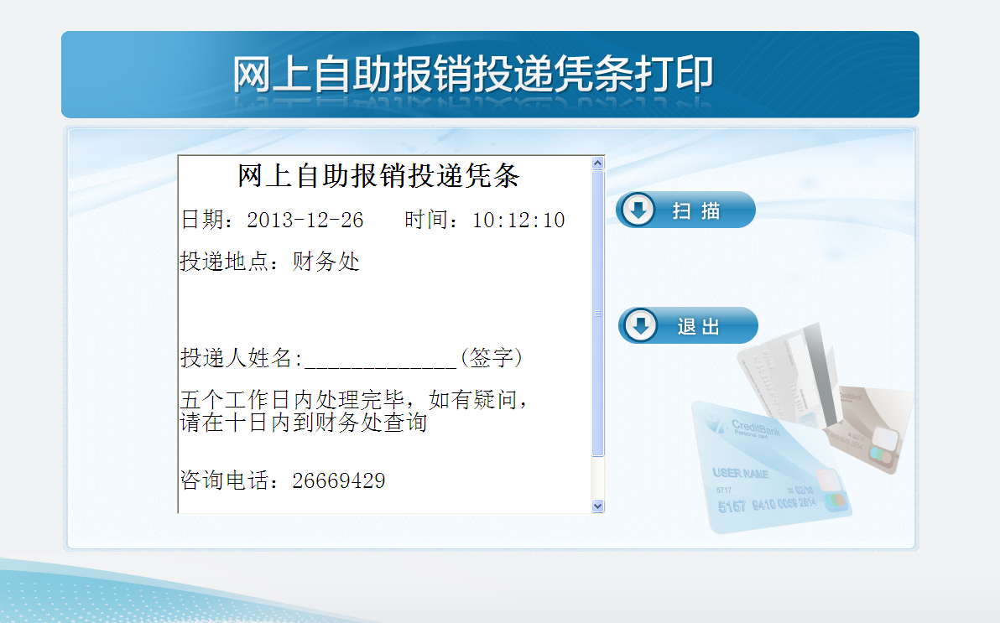 网上自助报销投递凭条打印
网上自助报销投递凭条
日期：2013-12-26 时间：10:12:10
投递地点：财务处
投递人姓名:_____________(签字)
五个工作日内处理完毕，如有疑问，
请在十日内到财务处查询
咨询电话：26669429
扫 描
退 出
CreditBank
Personal card
USER NAME
5717
02/18
5157 9410 0059 2614
CreditBank